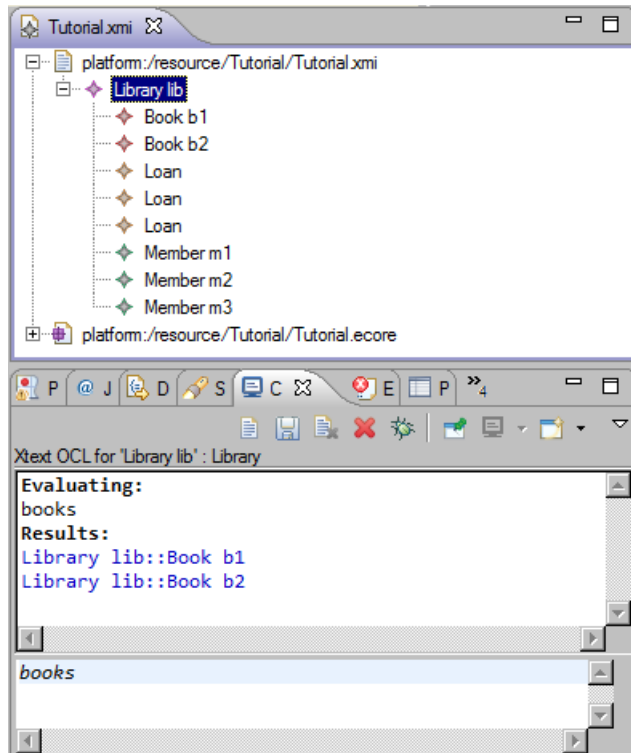 Tutorial.xmi
platform:/resource/Tutorial/Tutorial.xmi
Library lib
Book b1
Book b2
Loan
Loan
Loan
Member m1
Member m2
Member m3
platform:/resource/Tutorial/Tutorial.ecore
P @ J D S C E P »4
Xtext OCL for 'Library lib' : Library
Evaluating:
books
Results:
Library lib::Book b1
Library lib::Book b2
books